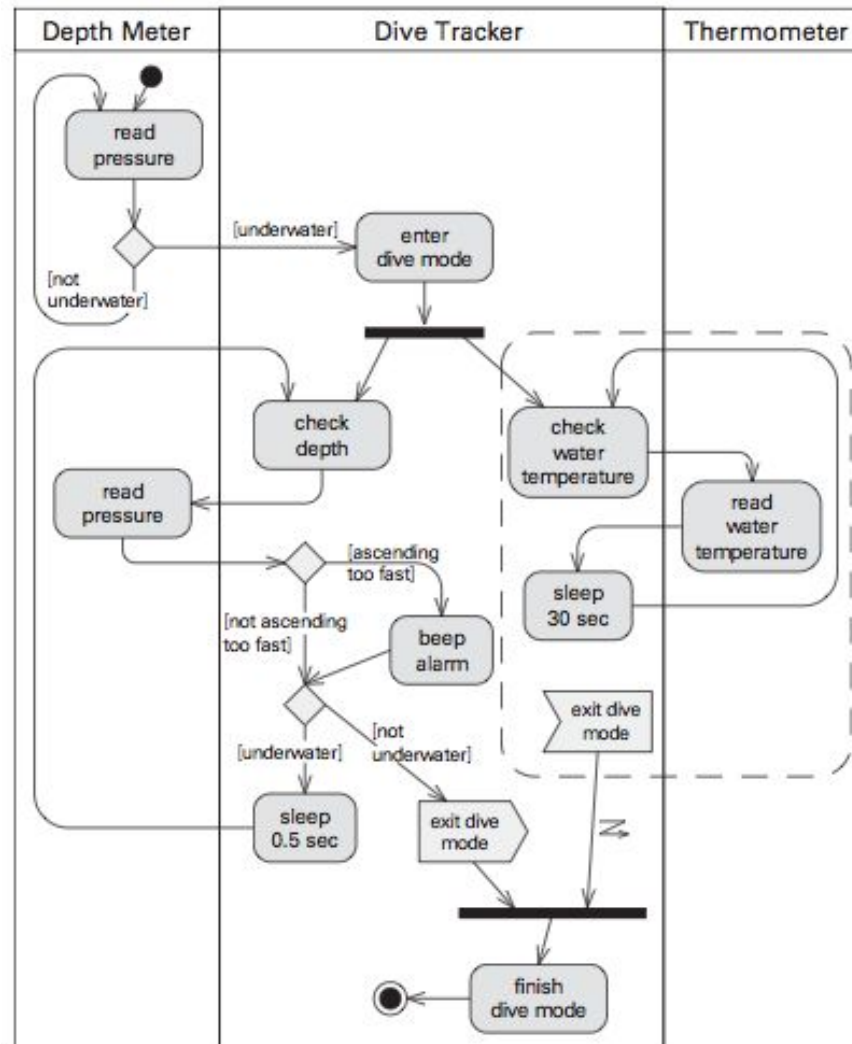 Depth Meter
Dive Tracker
Thermometer
read
pressure
[underwater]
enter
dive mode
[not
underwater]
check
depth
check
water
temperature
read
pressure
read
water
temperature
[ascending
too fast]
sleep
30 sec
[not ascending
too fast]
beep
alarm
exit dive
mode
[underwater]
[not
underwater]
sleep
0.5 sec
exit dive
mode
finish
dive mode